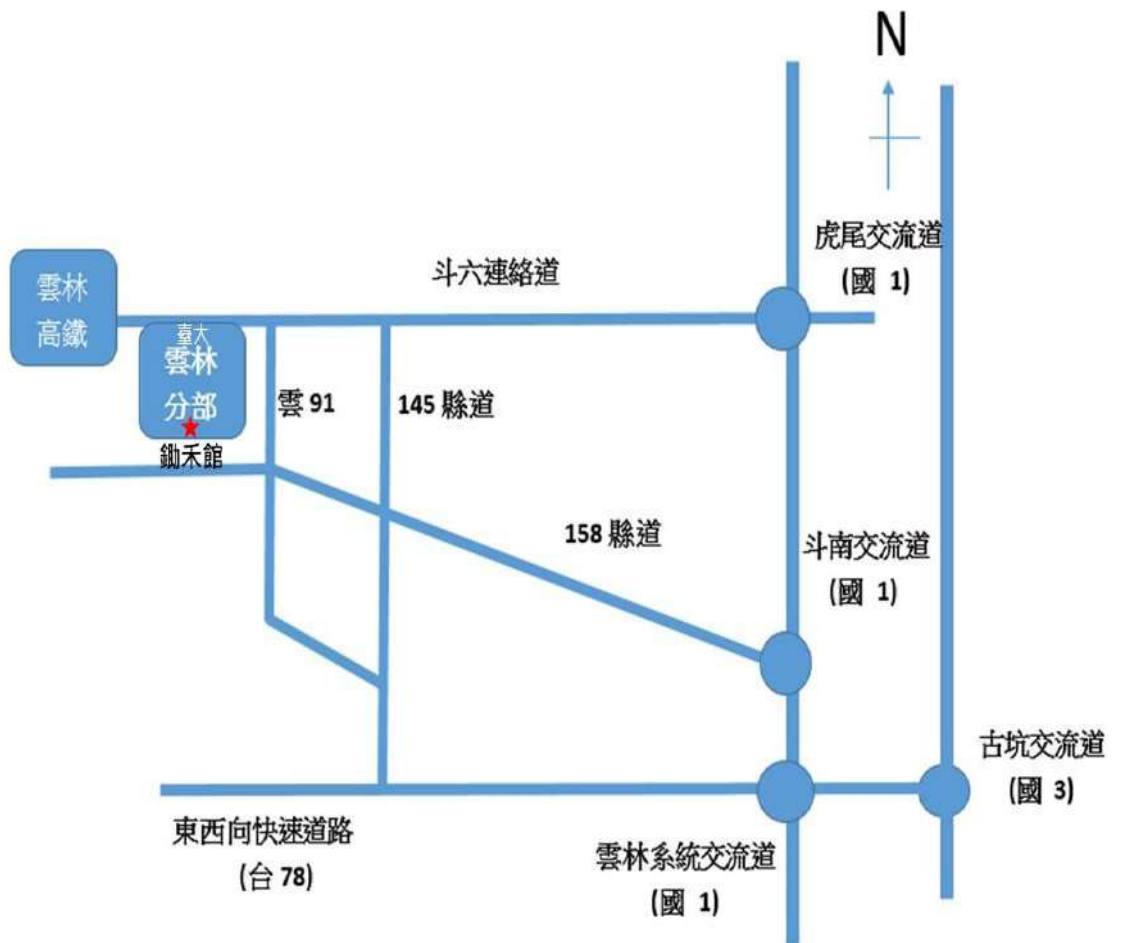 N
虎尾交流道
(國 1)
斗六連絡道
雲林
高鐵
臺大
雲林
分部
鋤禾館
雲 91
145 縣道
158 縣道
斗南交流道
(國 1)
古坑交流道
(國 3)
東西向快速道路
(台 78)
雲林系統交流道
(國 1)